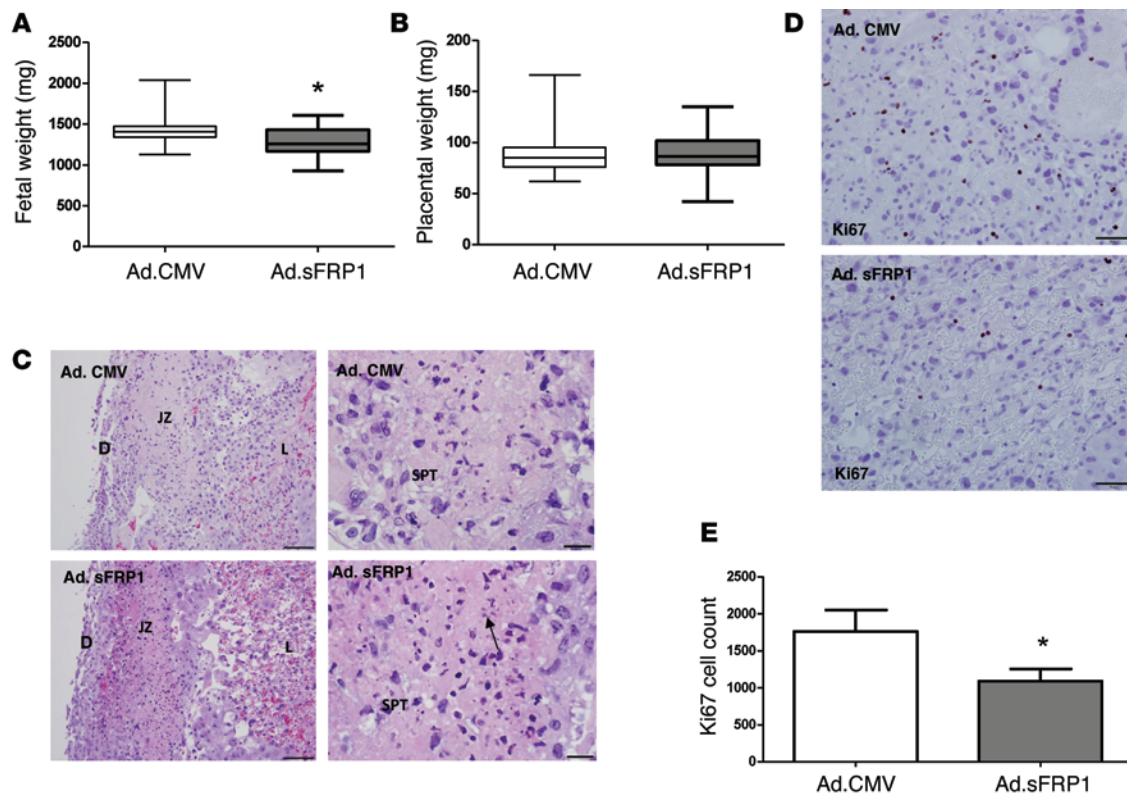 A
Fetal weight (mg)
2500
2000
1500
1000
500
0
*
Ad.CMV
Ad.sFRP1
B
Placental weight (mg)
200
150
100
50
0
Ad.CMV
Ad.sFRP1
C
Ad. CMV
JZ
D
L
Ad. CMV
SPT
Ad. sFRP1
JZ
D
L
Ad. sFRP1
SPT
D
Ad. CMV
Ki67
Ad. sFRP1
Ki67
E
Ki67 cell count
2500
2000
1500
1000
500
0
*
Ad.CMV
Ad.sFRP1